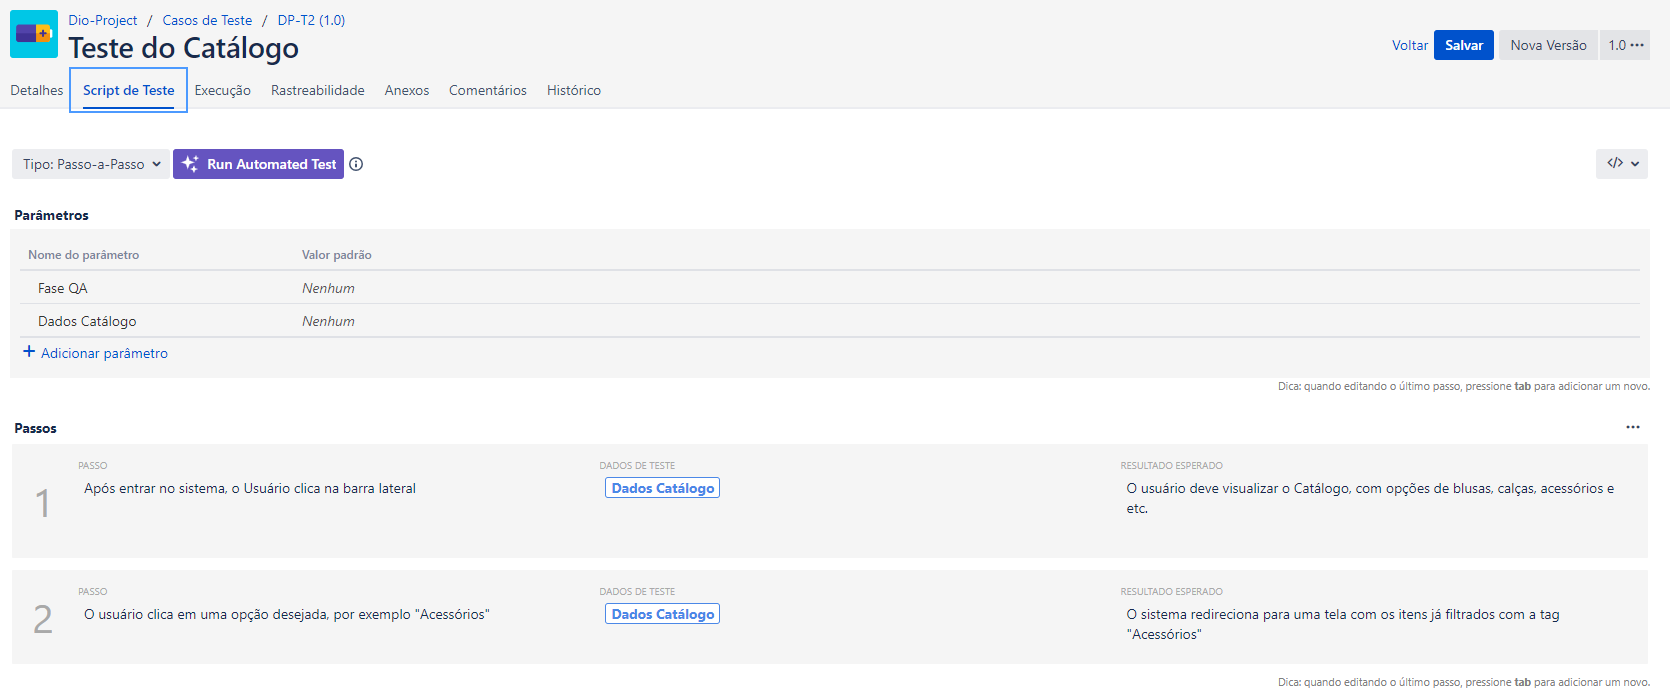 Dio-Project / Casos de Teste / DP-T2 (1.0)
Teste do Catálogo
Voltar Salvar Nova Versão 1.0 •••
Detalhes Script de Teste Execução Rastreabilidade Anexos Comentários Histórico
Tipo: Passo-a-Passo Run Automated Test </>
Parâmetros
Nome do parâmetro Valor padrão
Fase QA Nenhum
Dados Catálogo Nenhum
+ Adicionar parâmetro
Dica: quando editando o último passo, pressione tab para adicionar um novo.
Passos •••
PASSO DADOS DE TESTE RESULTADO ESPERADO
1 Após entrar no sistema, o Usuário clica na barra lateral Dados Catálogo O usuário deve visualizar o Catálogo, com opções de blusas, calças, acessórios e
etc.
PASSO DADOS DE TESTE RESULTADO ESPERADO
2 O usuário clica em uma opção desejada, por exemplo "Acessórios" Dados Catálogo O sistema redireciona para uma tela com os itens já filtrados com a tag
"Acessórios"
Dica: quando editando o último passo, pressione tab para adicionar um novo.